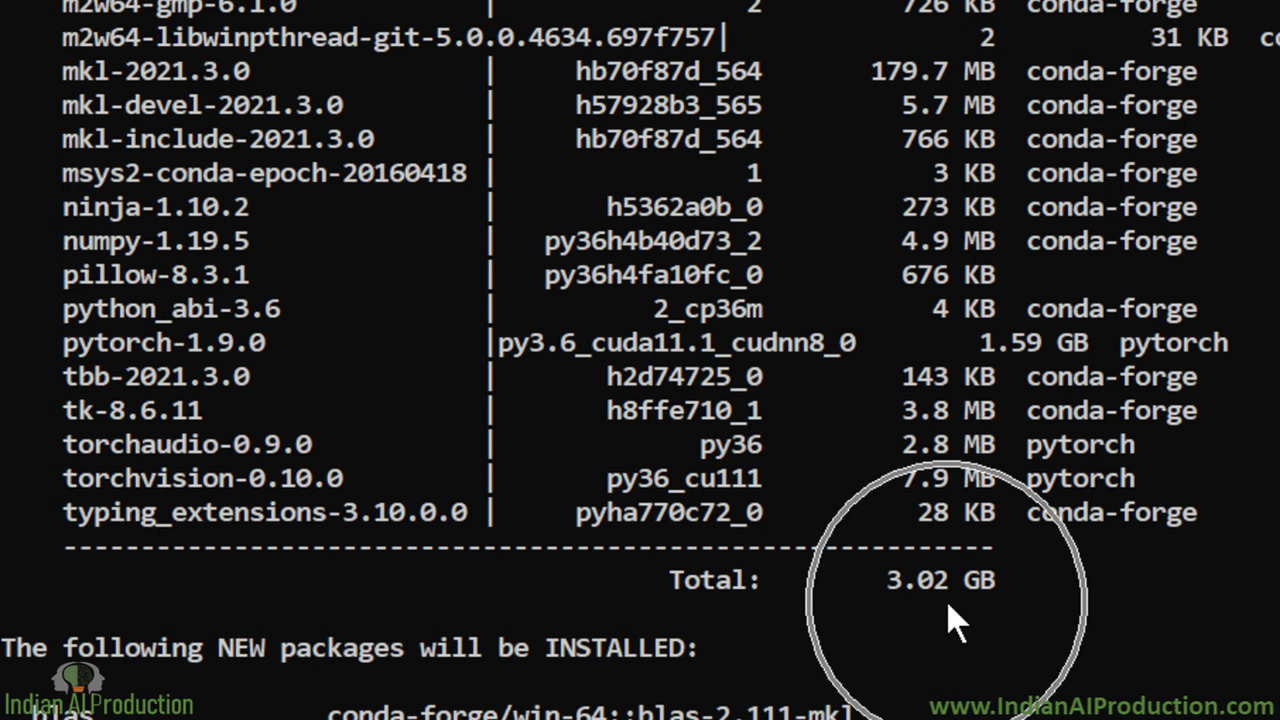 m2w64-gmp-6.1.0 | 2 726 KB conda-forge
m2w64-libwinpthread-git-5.0.0.4634.697f757| 2 31 KB co
mkl-2021.3.0 | hb70f87d_564 179.7 MB conda-forge
mkl-devel-2021.3.0 | h57928b3_565 5.7 MB conda-forge
mkl-include-2021.3.0 | hb70f87d_564 766 KB conda-forge
msys2-conda-epoch-20160418 | 1 3 KB conda-forge
ninja-1.10.2 | h5362a0b_0 273 KB conda-forge
numpy-1.19.5 | py36h4b40d73_2 4.9 MB conda-forge
pillow-8.3.1 | py36h4fa10fc_0 676 KB
python_abi-3.6 | 2_cp36m 4 KB conda-forge
pytorch-1.9.0 |py3.6_cuda11.1_cudnn8_0 1.59 GB pytorch
tbb-2021.3.0 | h2d74725_0 143 KB conda-forge
tk-8.6.11 | h8ffe710_1 3.8 MB conda-forge
torchaudio-0.9.0 | py36 2.8 MB pytorch
torchvision-0.10.0 | py36_cu111 7.9 MB pytorch
typing_extensions-3.10.0.0 | pyha770c72_0 28 KB conda-forge
------------------------------------------------------------
Total: 3.02 GB
The following NEW packages will be INSTALLED:
blas conda-forge/win-64::blas-2.111-mkl
Indian AI Production
www.IndianAIProduction.com